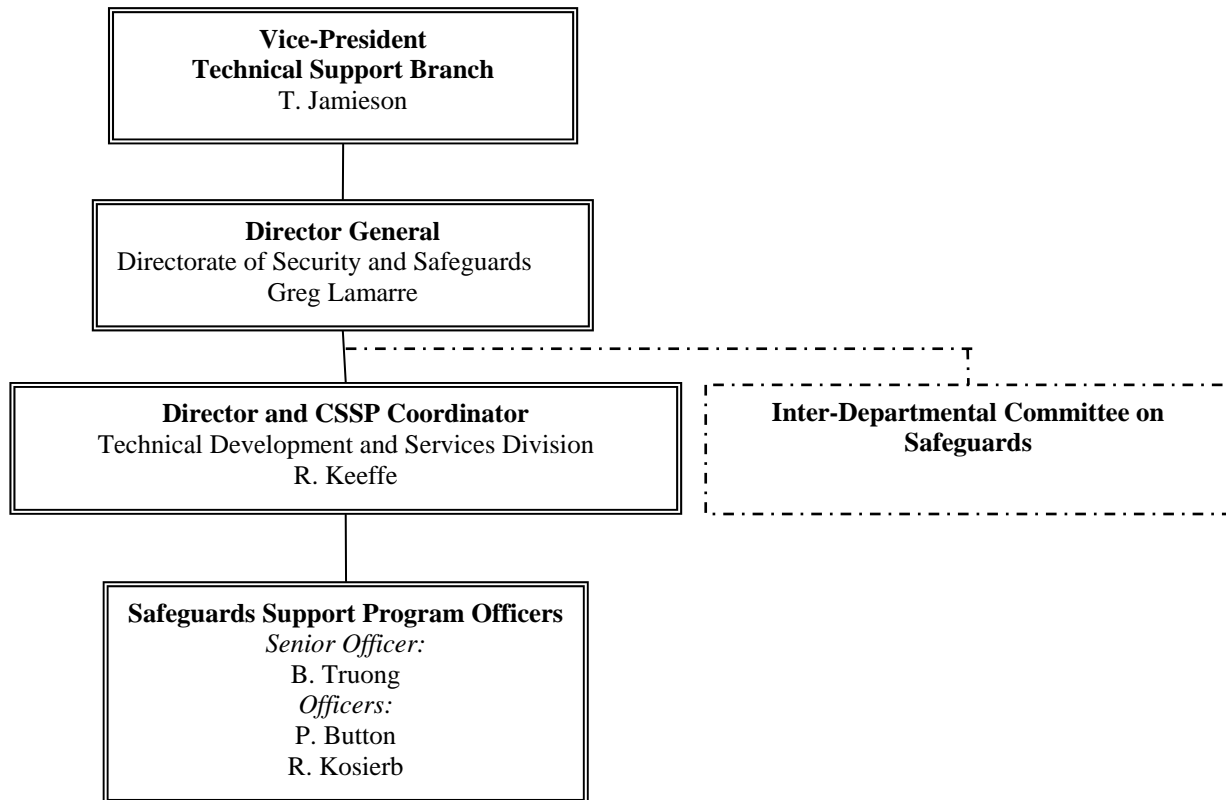 Vice-President
Technical Support Branch
T. Jamieson
Director General
Directorate of Security and Safeguards
Greg Lamarre
Director and CSSP Coordinator
Technical Development and Services Division
R. Keeffe
Inter-Departmental Committee on
Safeguards
Safeguards Support Program Officers
Senior Officer:
B. Truong
Officers:
P. Button
R. Kosierb